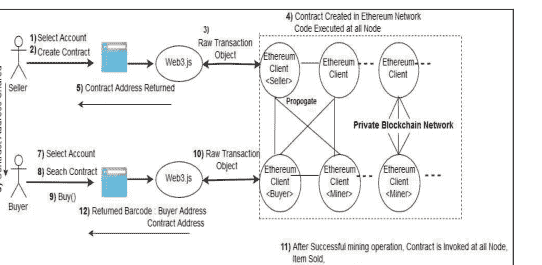 4) Contract Created in Ethereum Network
Code Executed at all Node
1) Select Account
2) Create Contract
3)
Raw Transaction
Object
Web3.js
Ethereum
Client
<Seller>
Ethereum
Client
Ethereum
Client
Seller
5) Contract Address Returned
Propogate
Private Blockchain Network
7) Select Account
8) Seach Contract
9) Buy()
10) Raw Transaction
Object
Web3.js
Ethereum
Client
<Buyer>
Ethereum
Client
<Miner>
Ethereum
Client
<Miner>
Buyer
12) Returned Barcode : Buyer Address
Contract Address
11) After Successful mining operation, Contract is Invoked at all Node,
Item Sold,